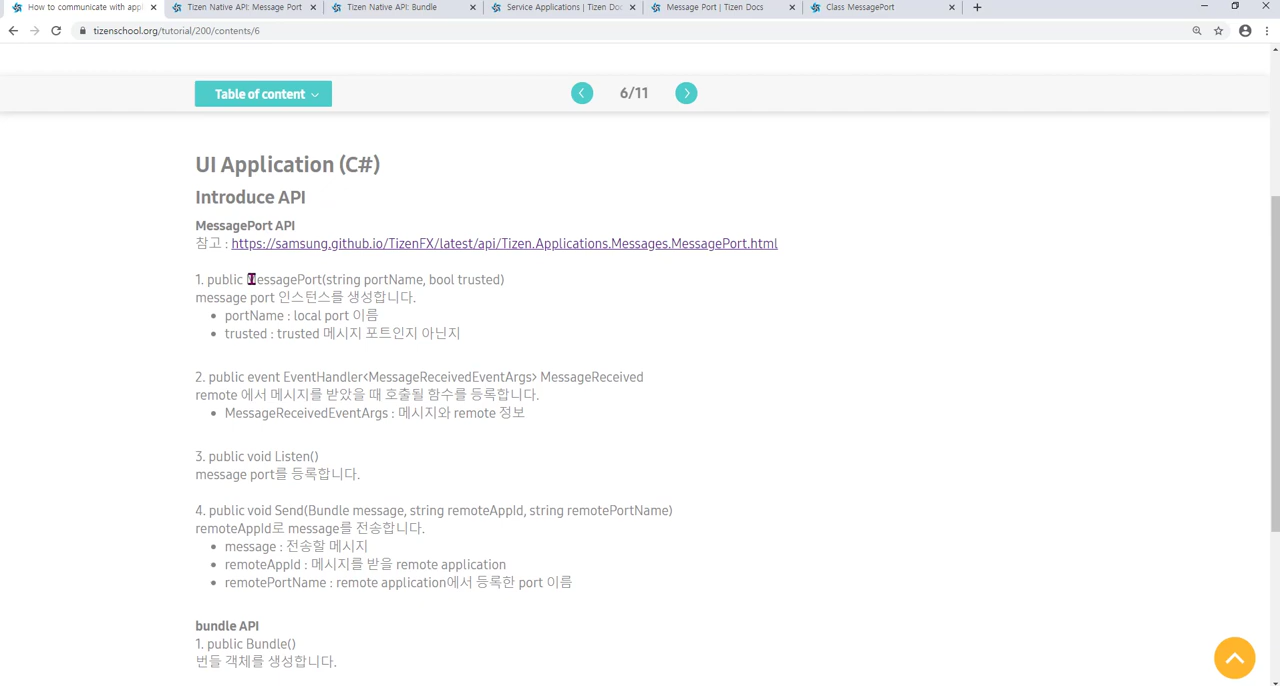 How to communicate with app
Tizen Native API: Message Port
Tizen Native API: Bundle
Service Applications | Tizen Doc
Message Port | Tizen Docs
Class MessagePort
tizenschool.org/tutorial/200/contents/6
Table of content
6/11
UI Application (C#)
Introduce API
MessagePort API
참고 : https://samsung.github.io/TizenFX/latest/api/Tizen.Applications.Messages.MessagePort.html
1. public MessagePort(string portName, bool trusted)
message port 인스턴스를 생성합니다.
• portName : local port 이름
• trusted : trusted 메시지 포트인지 아닌지
2. public event EventHandler<MessageReceivedEventArgs> MessageReceived
remote 에서 메시지를 받았을 때 호출될 함수를 등록합니다.
• MessageReceivedEventArgs : 메시지와 remote 정보
3. public void Listen()
message port를 등록합니다.
4. public void Send(Bundle message, string remoteAppId, string remotePortName)
remoteAppId로 message를 전송합니다.
• message : 전송할 메시지
• remoteAppId : 메시지를 받을 remote application
• remotePortName : remote application에서 등록한 port 이름
bundle API
1. public Bundle()
번들 객체를 생성합니다.